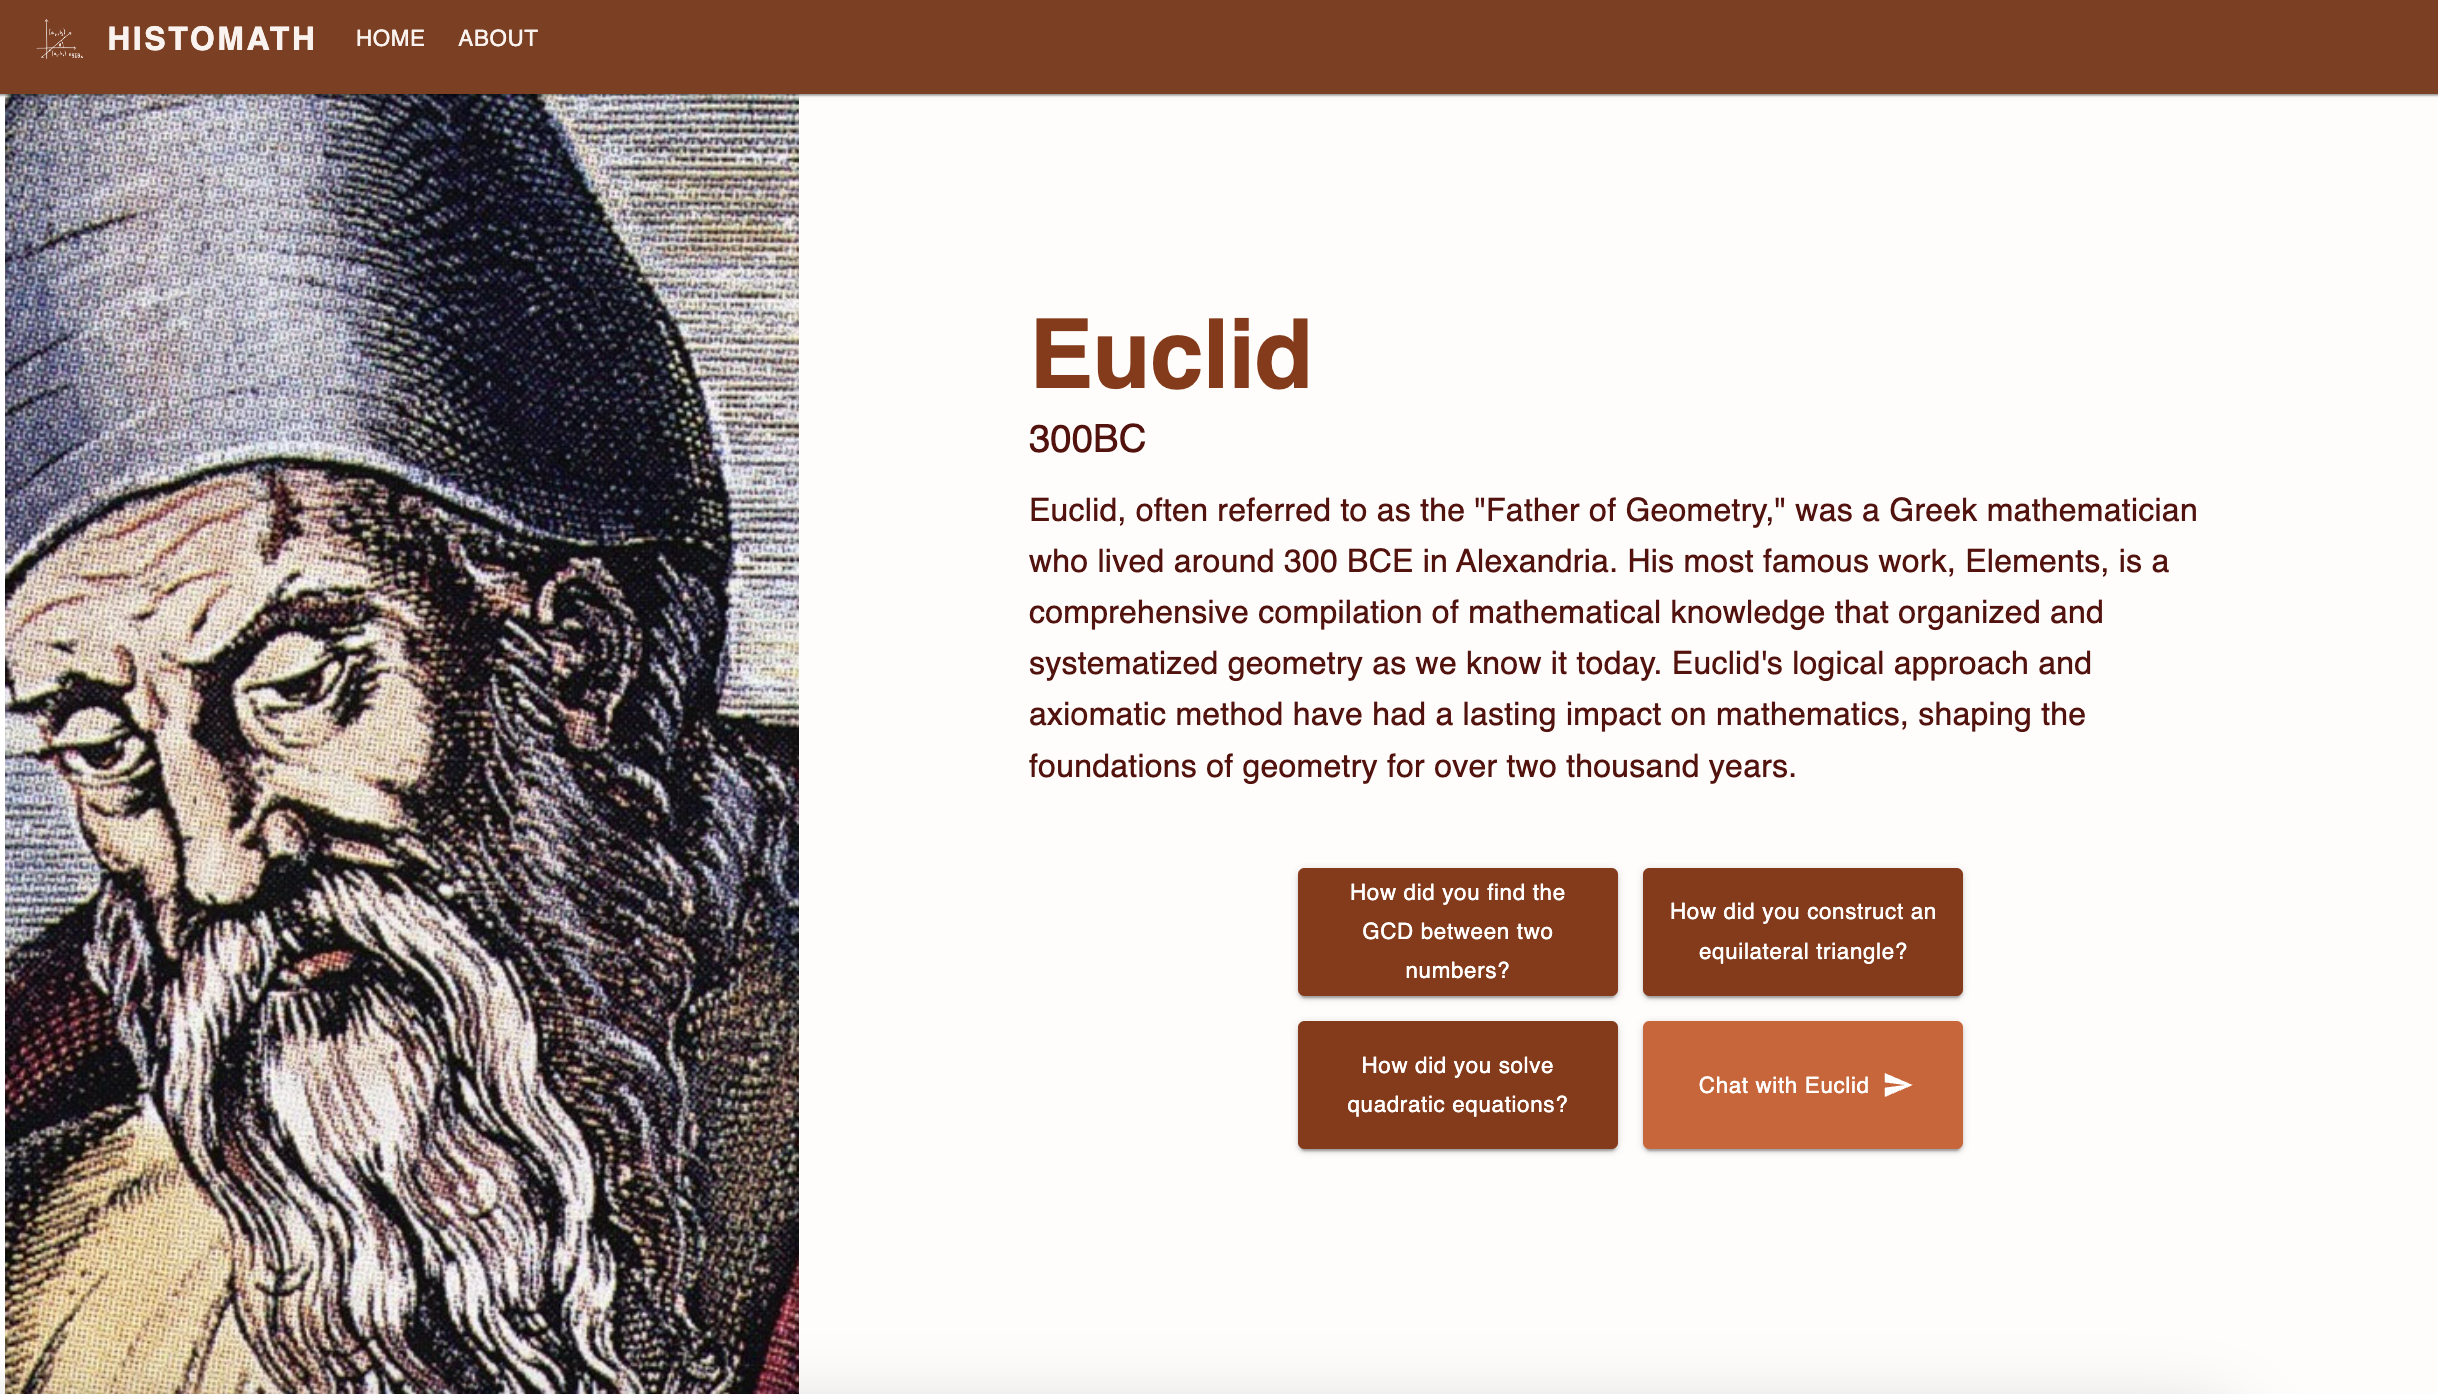 HISTOMATH HOME ABOUT
Euclid
300BC
Euclid, often referred to as the "Father of Geometry," was a Greek mathematician
who lived around 300 BCE in Alexandria. His most famous work, Elements, is a
comprehensive compilation of mathematical knowledge that organized and
systematized geometry as we know it today. Euclid's logical approach and
axiomatic method have had a lasting impact on mathematics, shaping the
foundations of geometry for over two thousand years.
How did you find the
GCD between two
numbers?
How did you construct an
equilateral triangle?
How did you solve
quadratic equations?
Chat with Euclid